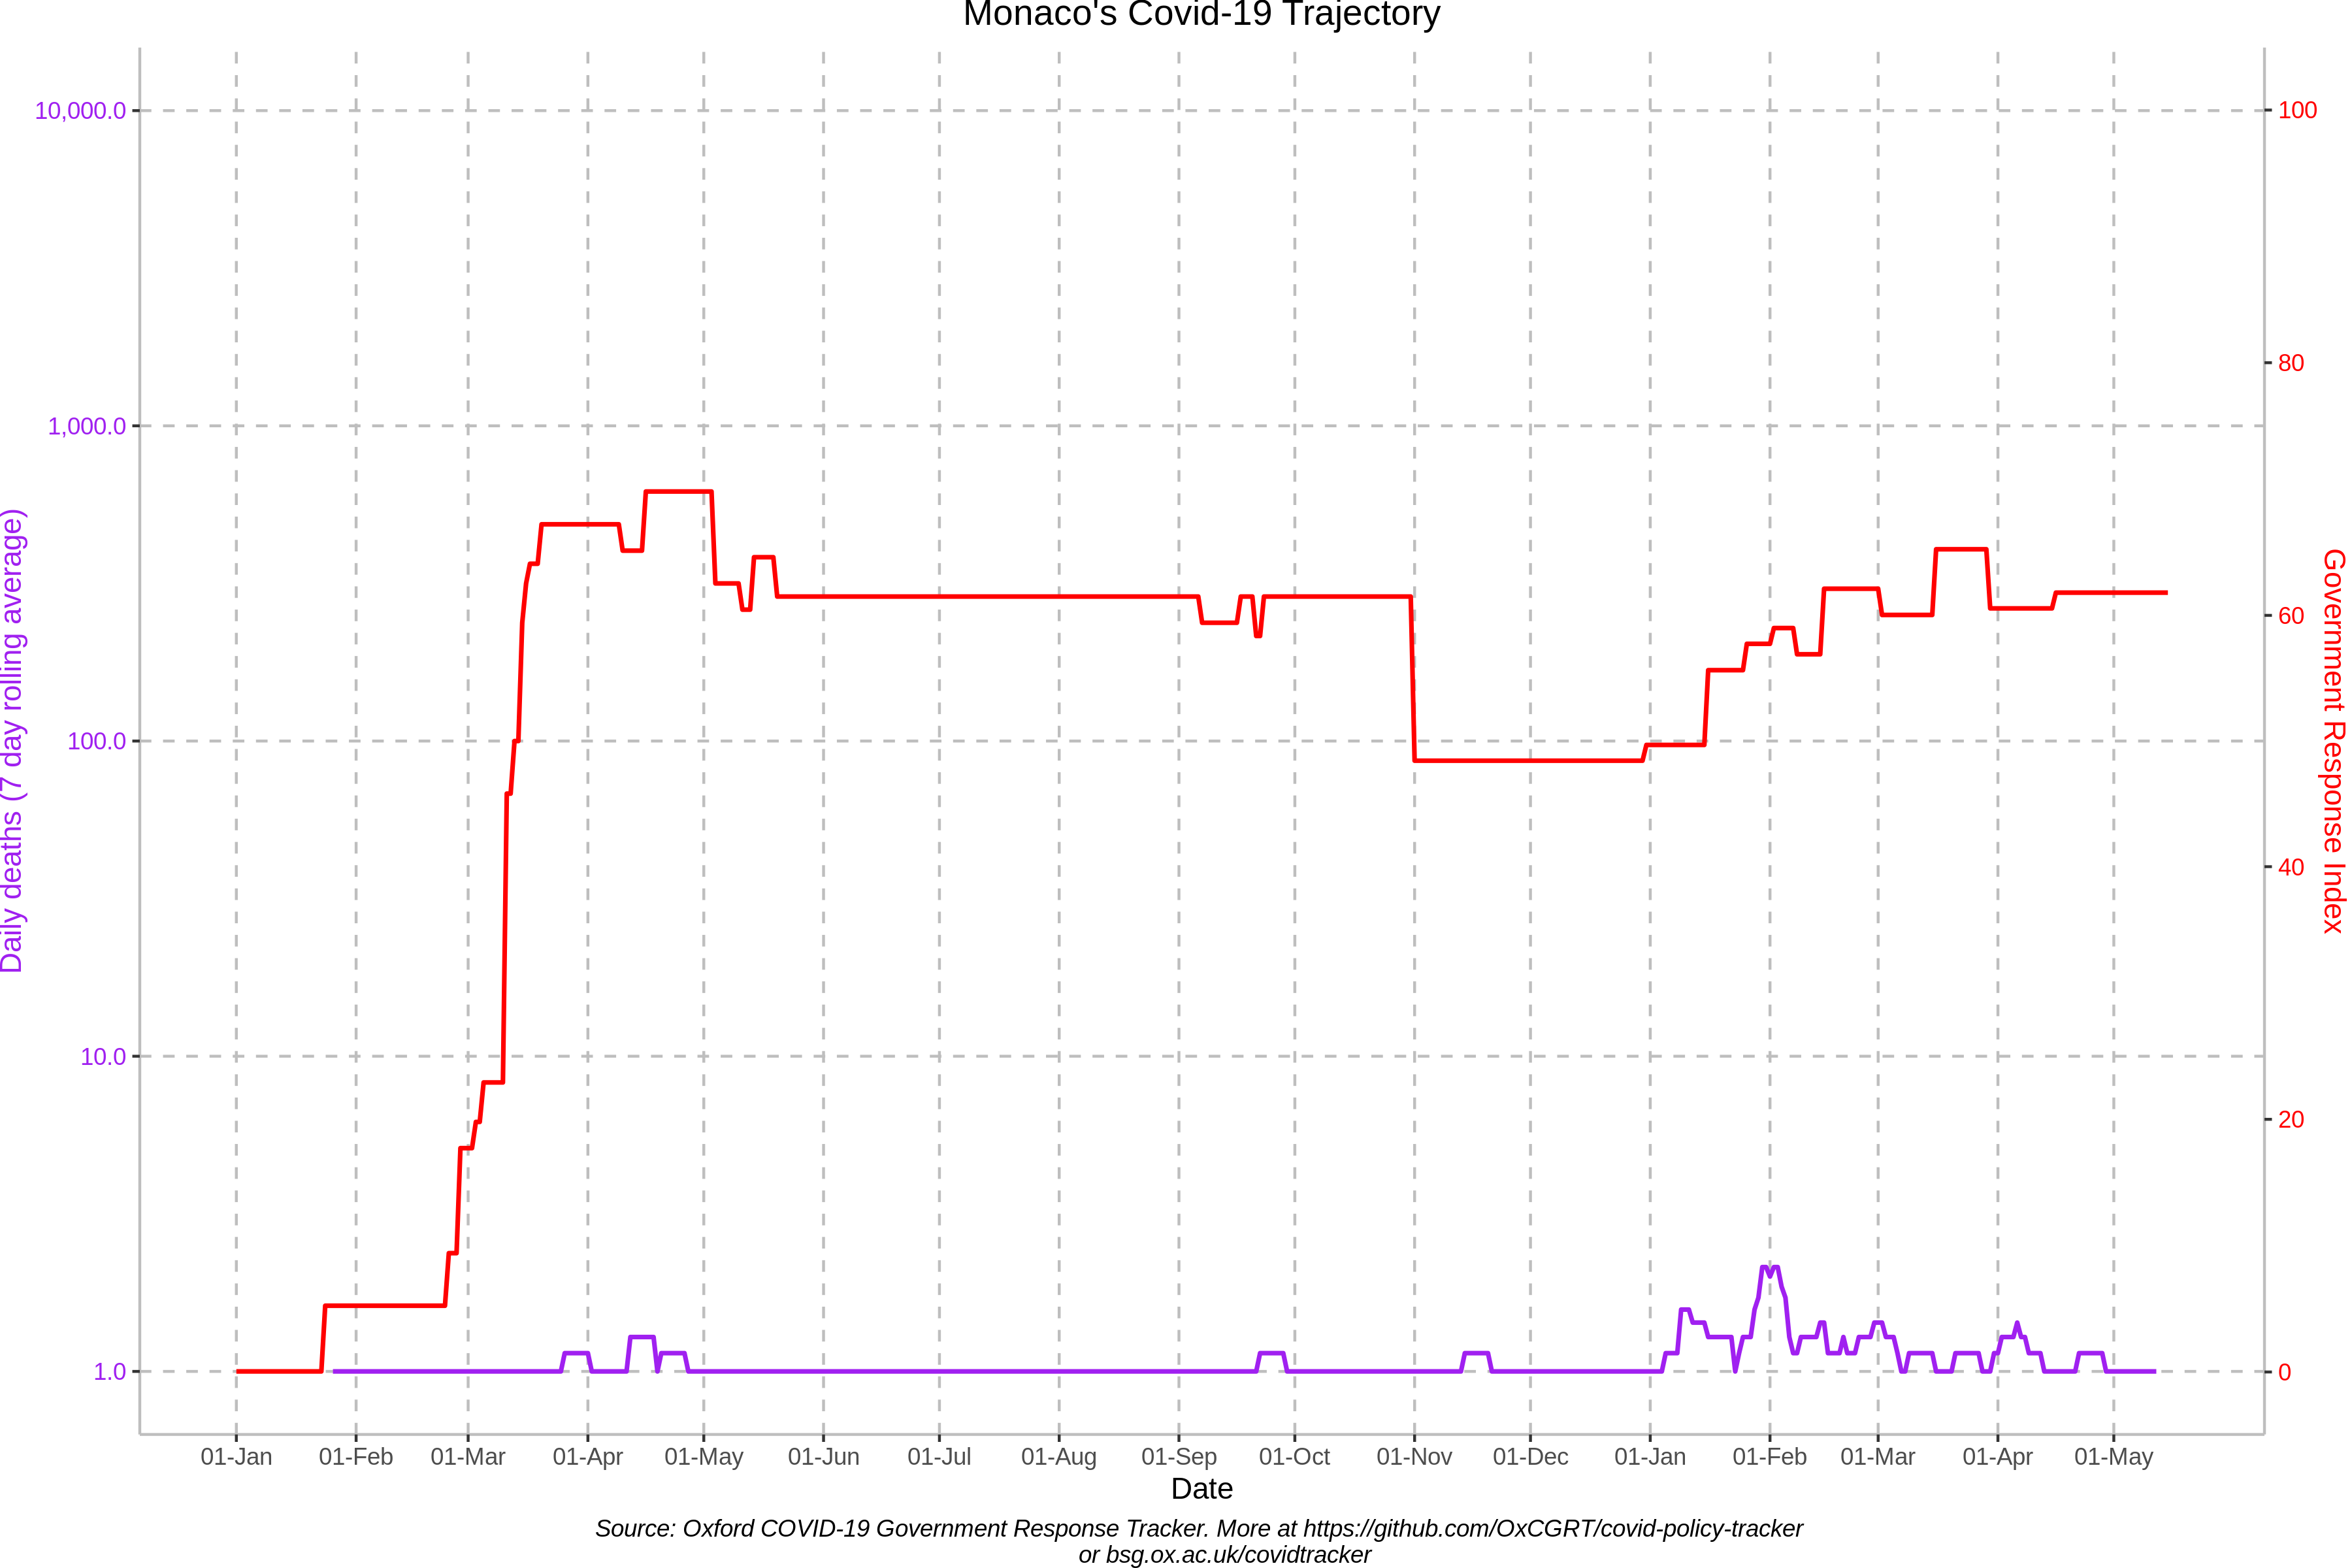 Monaco's Covid-19 Trajectory
10,000.0
1,000.0
100.0
10.0
1.0
Daily deaths (7 day rolling average)
100
80
60
40
20
0
Government Response Index
01-Jan 01-Feb 01-Mar 01-Apr 01-May 01-Jun 01-Jul 01-Aug 01-Sep 01-Oct 01-Nov 01-Dec 01-Jan 01-Feb 01-Mar 01-Apr 01-May
Date
Source: Oxford COVID-19 Government Response Tracker. More at https://github.com/OxCGRT/covid-policy-tracker
or bsg.ox.ac.uk/covidtracker